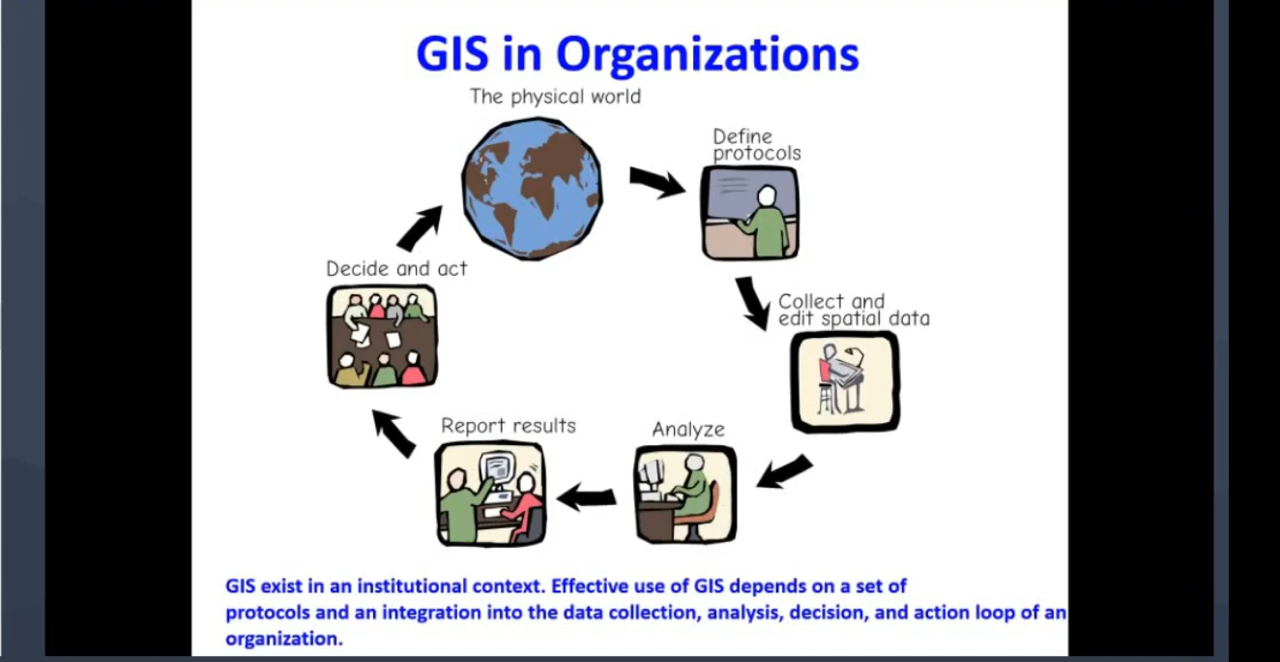 GIS in Organizations
The physical world
Define
protocols
Collect and
edit spatial data
Analyze
Report results
Decide and act
GIS exist in an institutional context. Effective use of GIS depends on a set of
protocols and an integration into the data collection, analysis, decision, and action loop of an
organization.